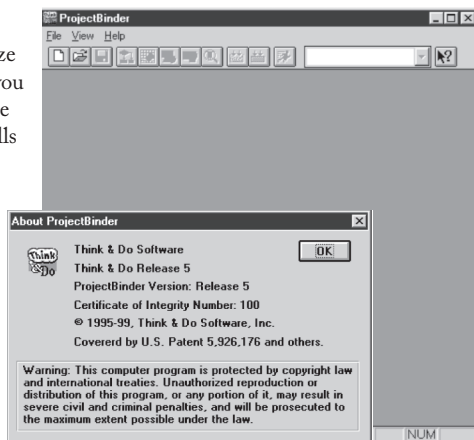 ProjectBinder
File View Help
ze
you
e
lls
About ProjectBinder
Think & Do
Think & Do Software
OK
Think & Do Release 5
ProjectBinder Version: Release 5
Certificate of Integrity Number: 100
© 1995-99, Think & Do Software, Inc.
Covererd by U.S. Patent 5,926,176 and others.
Warning: This computer program is protected by copyright law
and international treaties. Unauthorized reproduction or
distribution of this program, or any portion of it, may result in
severe civil and criminal penalties, and will be prosecuted to
the maximum extent possible under the law.
NUM